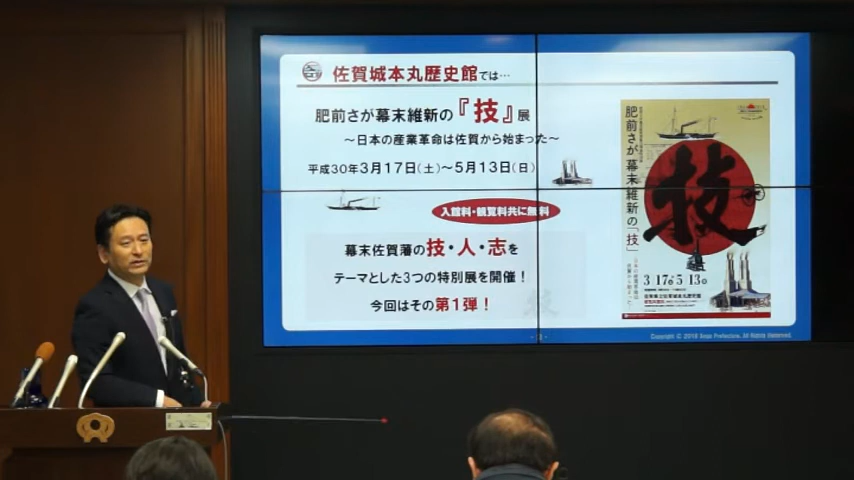 佐賀城本丸歴史館では…
肥前さが幕末維新の『技』展
～日本の産業革命は佐賀から始まった～
平成30年3月17日(土)～5月13日(日)
入館料・観覧料共に無料
幕末佐賀藩の技・人・志を
テーマとした3つの特別展を開催！
今回はその第1弾！
技
肥前さが幕末維新の「技」
技
3・17 5・13
Copyright © 2018 Saga Prefecture. All Rights Reserved.